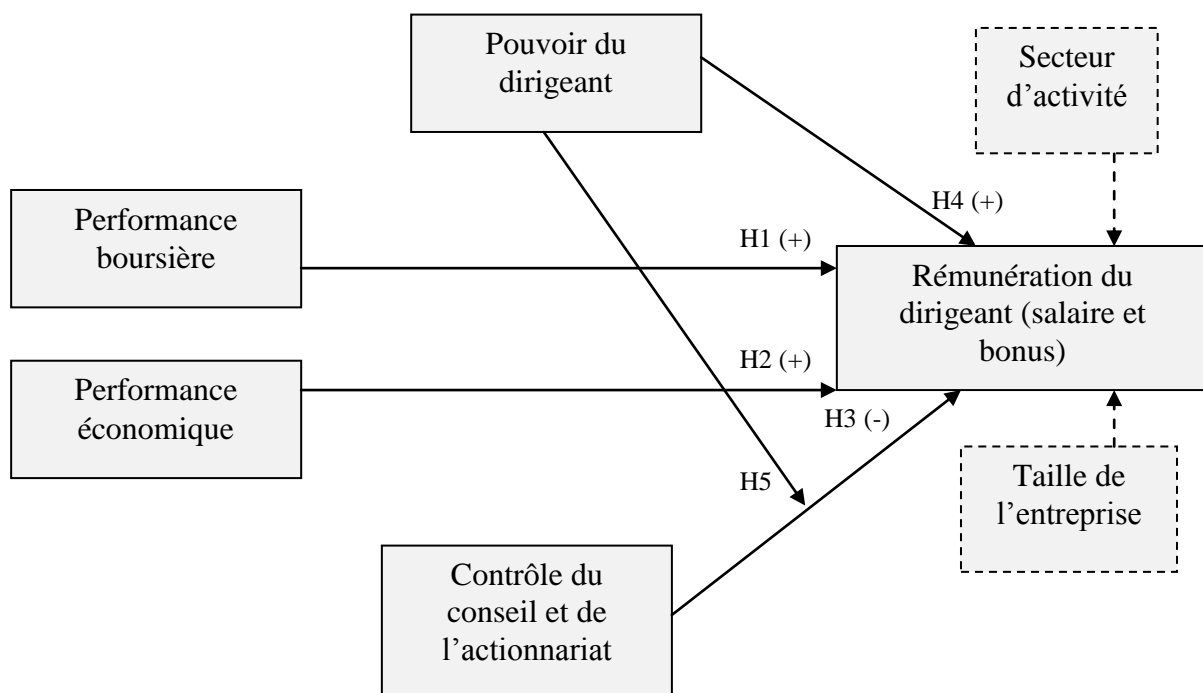 Pouvoir du
dirigeant
Secteur
d’activité
Performance
boursière
H4 (+)
H1 (+)
Rémunération du
dirigeant (salaire et
bonus)
Performance
économique
H2 (+)
H3 (-)
H5
Taille de
l’entreprise
Contrôle du
conseil et de
l’actionnariat